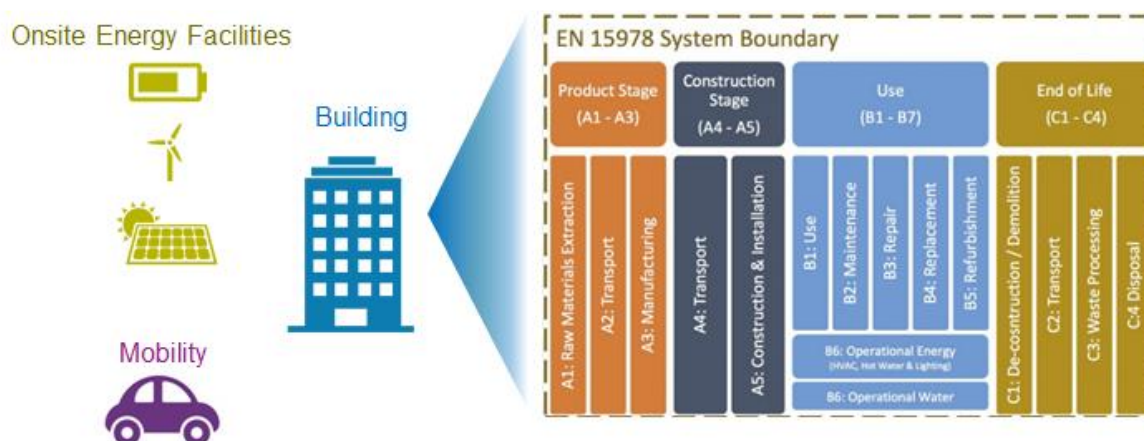 Onsite Energy Facilities
Building
Mobility
EN 15978 System Boundary
Product Stage
(A1 - A3)
Construction
Stage
(A4 - A5)
Use
(B1 - B7)
End of Life
(C1 - C4)
A1: Raw Materials Extraction
A2: Transport
A3: Manufacturing
A4: Transport
A5: Construction & Installation
B1: Use
B2: Maintenance
B3: Repair
B4: Replacement
B5: Refurbishment
B6: Operational Energy
(HVAC, Hot Water & Lighting)
B6: Operational Water
C1: De-cosntruction / Demolition
C2: Transport
C3: Waste Processing
C:4 Disposal